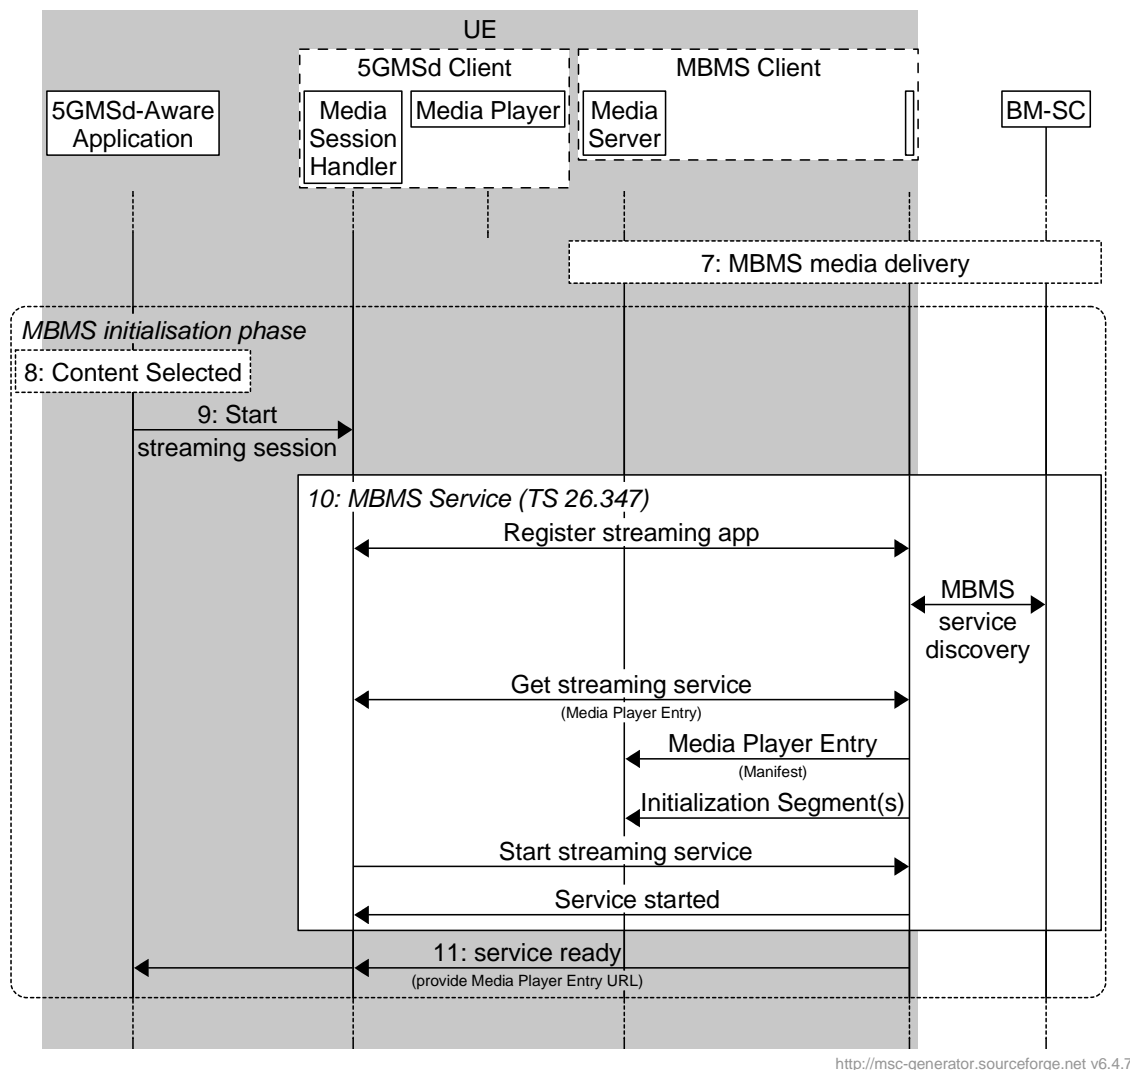 UE
5GMSd Client
MBMS Client
5GMSd-Aware
Application
Media
Session
Handler
Media Player
Media
Server
BM-SC
7: MBMS media delivery
MBMS initialisation phase
8: Content Selected
9: Start
streaming session
10: MBMS Service (TS 26.347)
Register streaming app
MBMS
service
discovery
Get streaming service
(Media Player Entry)
Media Player Entry
(Manifest)
Initialization Segment(s)
Start streaming service
Service started
11: service ready
(provide Media Player Entry URL)
http://msc-generator.sourceforge.net v6.4.7